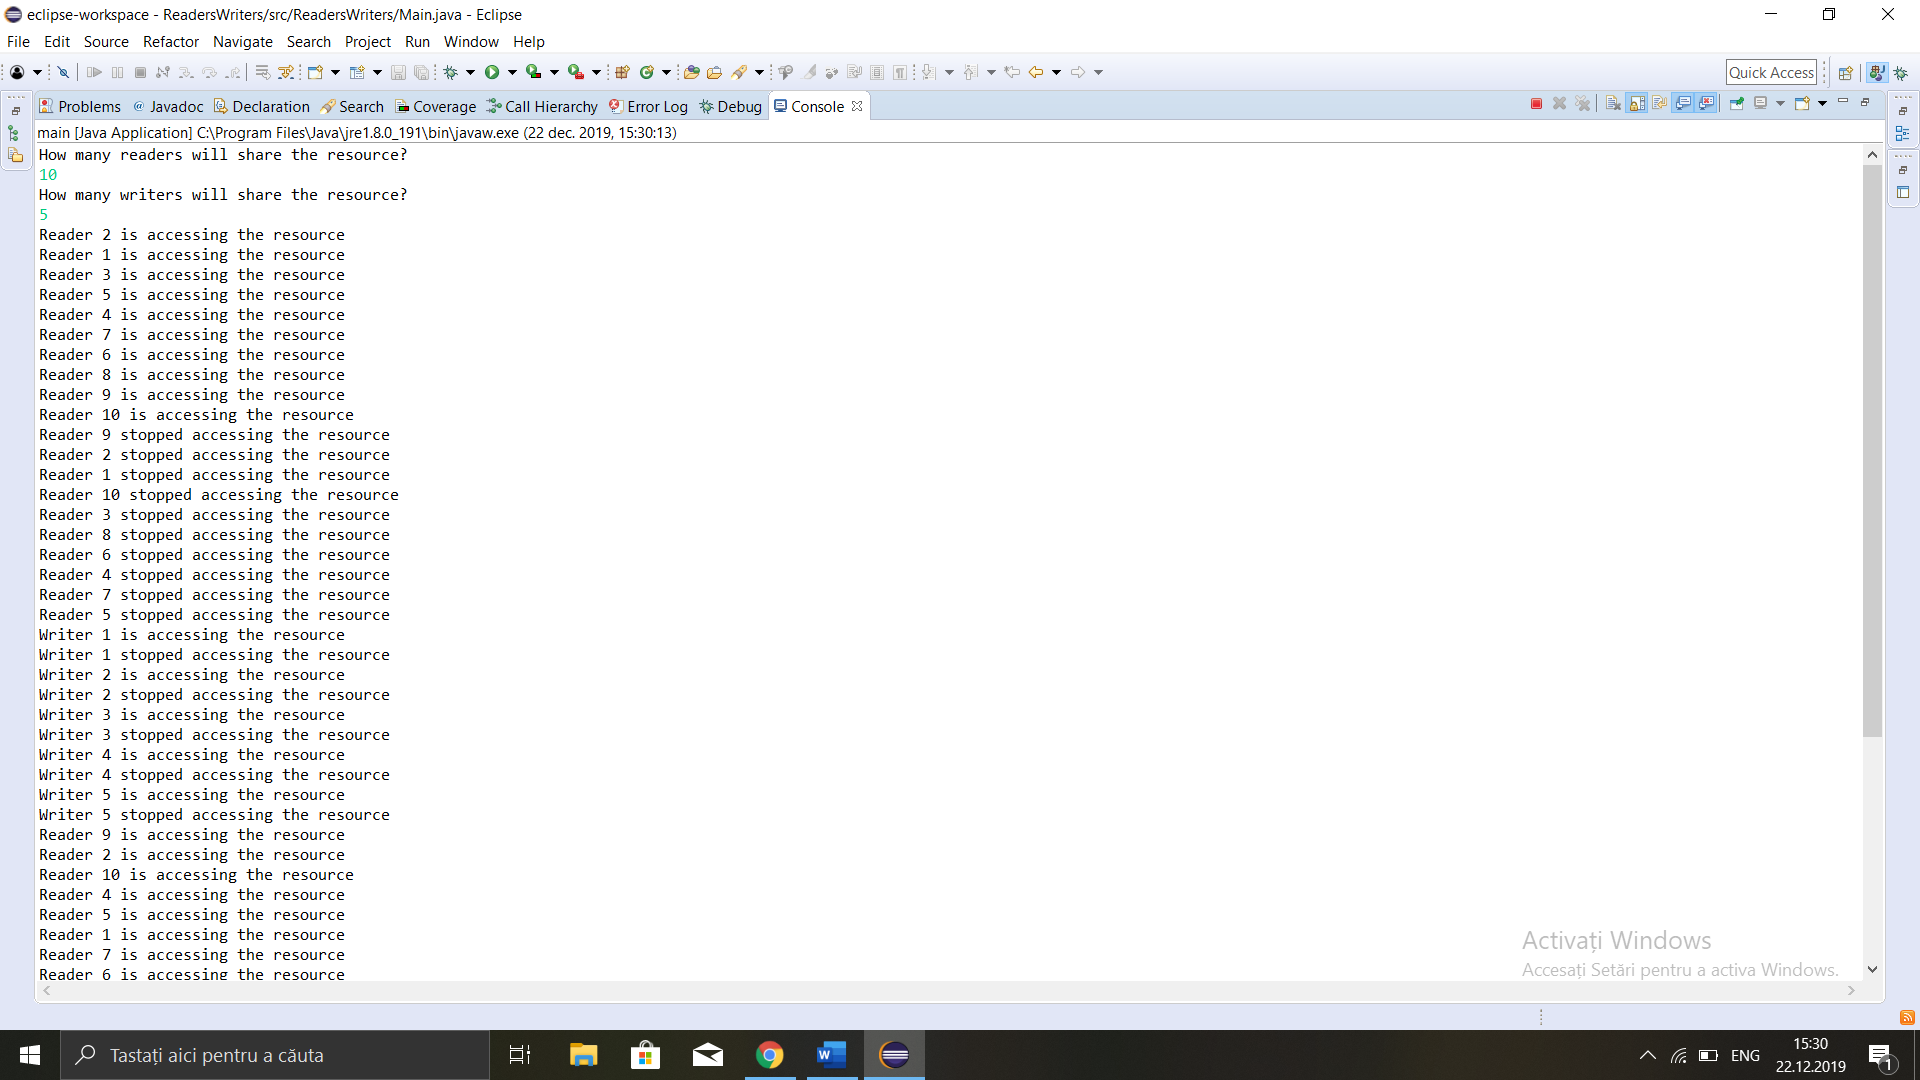 eclipse-workspace - ReadersWriters/src/ReadersWriters/Main.java - Eclipse
File Edit Source Refactor Navigate Search Project Run Window Help
Quick Access
Problems @ Javadoc Declaration Search Coverage Call Hierarchy Error Log Debug Console
main [Java Application] C:\Program Files\Java\jre1.8.0_191\bin\javaw.exe (22 dec. 2019, 15:30:13)
How many readers will share the resource?
10
How many writers will share the resource?
5
Reader 2 is accessing the resource
Reader 1 is accessing the resource
Reader 3 is accessing the resource
Reader 5 is accessing the resource
Reader 4 is accessing the resource
Reader 7 is accessing the resource
Reader 6 is accessing the resource
Reader 8 is accessing the resource
Reader 9 is accessing the resource
Reader 10 is accessing the resource
Reader 9 stopped accessing the resource
Reader 2 stopped accessing the resource
Reader 1 stopped accessing the resource
Reader 10 stopped accessing the resource
Reader 3 stopped accessing the resource
Reader 8 stopped accessing the resource
Reader 6 stopped accessing the resource
Reader 4 stopped accessing the resource
Reader 7 stopped accessing the resource
Reader 5 stopped accessing the resource
Writer 1 is accessing the resource
Writer 1 stopped accessing the resource
Writer 2 is accessing the resource
Writer 2 stopped accessing the resource
Writer 3 is accessing the resource
Writer 3 stopped accessing the resource
Writer 4 is accessing the resource
Writer 4 stopped accessing the resource
Writer 5 is accessing the resource
Writer 5 stopped accessing the resource
Reader 9 is accessing the resource
Reader 2 is accessing the resource
Reader 10 is accessing the resource
Reader 4 is accessing the resource
Reader 5 is accessing the resource
Reader 1 is accessing the resource
Reader 7 is accessing the resource
Reader 6 is accessing the resource
Activați Windows
Accesați Setări pentru a activa Windows.
Tastați aici pentru a căuta
ENG
15:30
22.12.2019
1